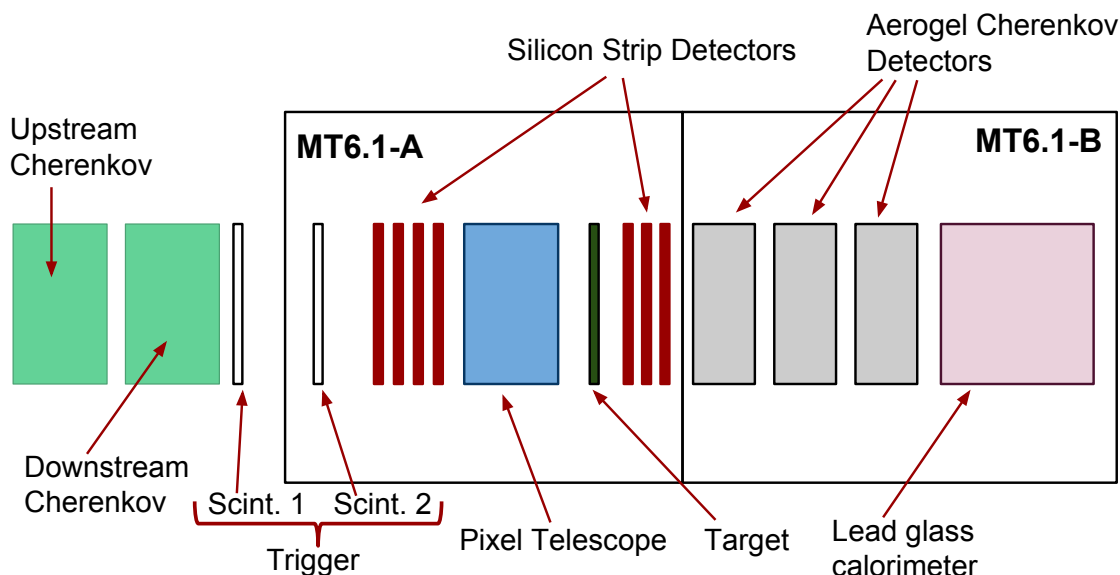 Silicon Strip Detectors
Aerogel Cherenkov
Detectors
Upstream
Cherenkov
MT6.1-A
MT6.1-B
Downstream
Cherenkov
Scint. 1
Scint. 2
Trigger
Pixel Telescope
Target
Lead glass
calorimeter